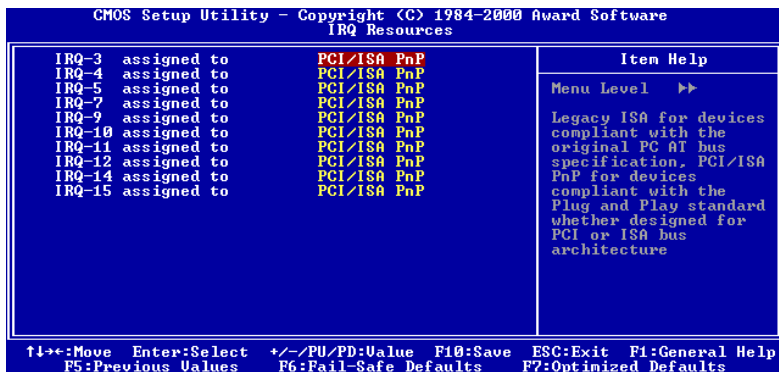 CMOS Setup Utility - Copyright (C) 1984-2000 Award Software
IRQ Resources
IRQ-3 assigned to PCI/ISA PnP
IRQ-4 assigned to PCI/ISA PnP
IRQ-5 assigned to PCI/ISA PnP
IRQ-7 assigned to PCI/ISA PnP
IRQ-9 assigned to PCI/ISA PnP
IRQ-10 assigned to PCI/ISA PnP
IRQ-11 assigned to PCI/ISA PnP
IRQ-12 assigned to PCI/ISA PnP
IRQ-14 assigned to PCI/ISA PnP
IRQ-15 assigned to PCI/ISA PnP
Item Help
Menu Level ▶▶
Legacy ISA for devices
compliant with the
original PC AT bus
specification, PCI/ISA
PnP for devices
compliant with the
Plug and Play standard
whether designed for
PCI or ISA bus
architecture
↑↓→←:Move Enter:Select +/-/PU/PD:Value F10:Save ESC:Exit F1:General Help
F5:Previous Values F6:Fail-Safe Defaults F7:Optimized Defaults